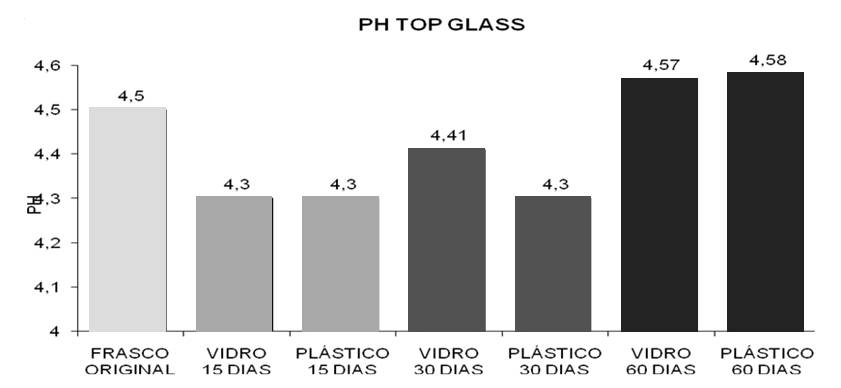 PH TOP GLASS
4,6
4,5
4,4
4,3
4,2
4,1
4
PH
4,5
4,3
4,3
4,41
4,3
4,57
4,58
FRASCO
ORIGINAL
VIDRO
15 DIAS
PLÁSTICO
15 DIAS
VIDRO
30 DIAS
PLÁSTICO
30 DIAS
VIDRO
60 DIAS
PLÁSTICO
60 DIAS